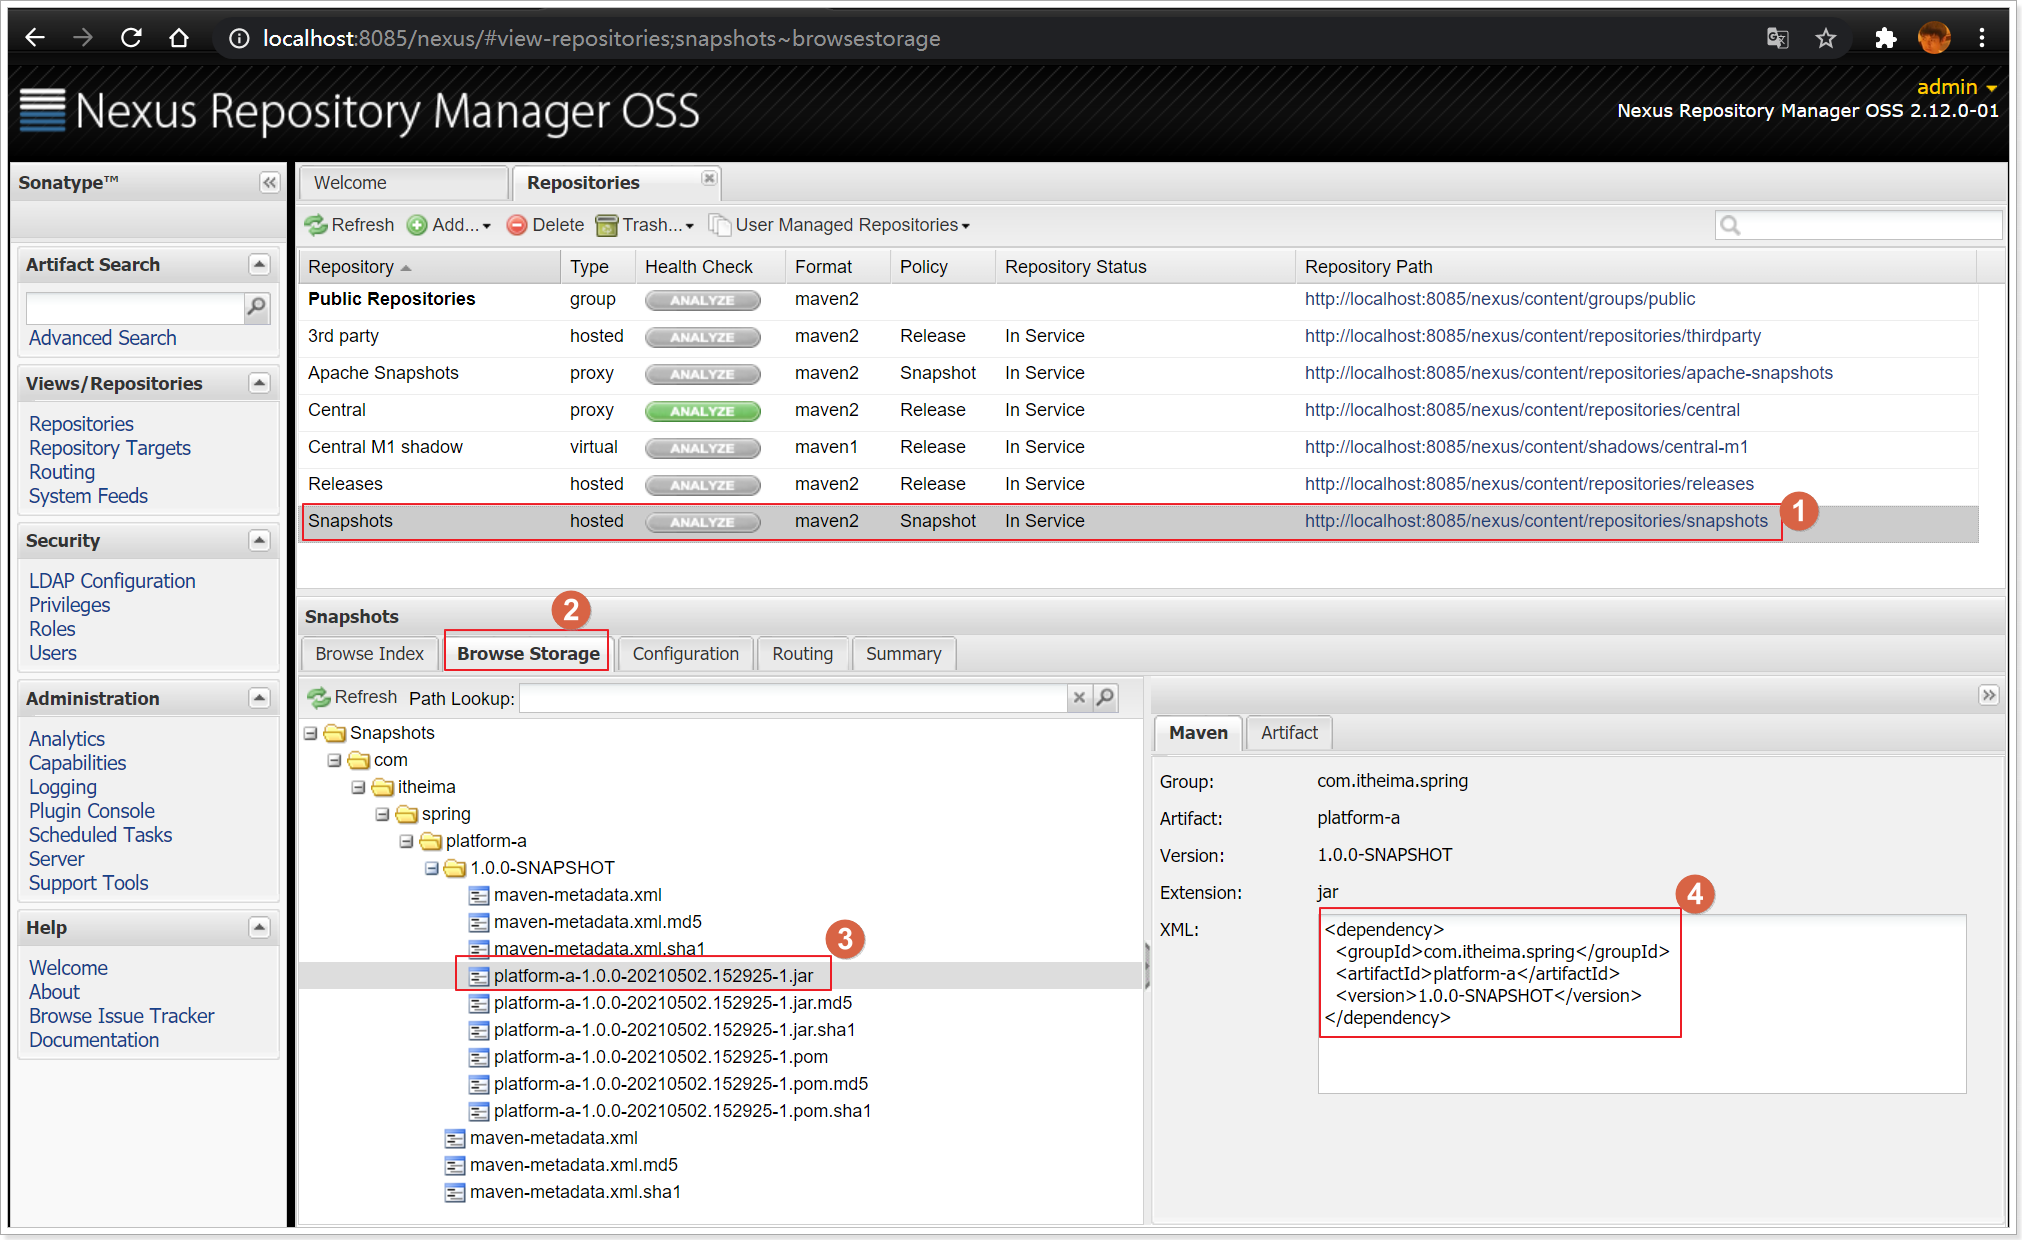 localhost:8085/nexus/#view-repositories;snapshots~browsestorage
Nexus Repository Manager OSS
admin
Nexus Repository Manager OSS 2.12.0-01
Sonatype™
Artifact Search
Advanced Search
Views/Repositories
Repositories
Repository Targets
Routing
System Feeds
Security
LDAP Configuration
Privileges
Roles
Users
Administration
Analytics
Capabilities
Logging
Plugin Console
Scheduled Tasks
Server
Support Tools
Help
Welcome
About
Browse Issue Tracker
Documentation
Welcome Repositories
Refresh Add... Delete Trash... User Managed Repositories
Repository Type Health Check Format Policy Repository Status Repository Path
Public Repositories group ANALYZE maven2 http://localhost:8085/nexus/content/groups/public
3rd party hosted ANALYZE maven2 Release In Service http://localhost:8085/nexus/content/repositories/thirdparty
Apache Snapshots proxy ANALYZE maven2 Snapshot In Service http://localhost:8085/nexus/content/repositories/apache-snapshots
Central proxy ANALYZE maven2 Release In Service http://localhost:8085/nexus/content/repositories/central
Central M1 shadow virtual ANALYZE maven1 Release In Service http://localhost:8085/nexus/content/shadows/central-m1
Releases hosted ANALYZE maven2 Release In Service http://localhost:8085/nexus/content/repositories/releases
Snapshots hosted ANALYZE maven2 Snapshot In Service http://localhost:8085/nexus/content/repositories/snapshots 1
Snapshots
2
Browse Index Browse Storage Configuration Routing Summary
Refresh Path Lookup:
Snapshots
com
itheima
spring
platform-a
1.0.0-SNAPSHOT
maven-metadata.xml
maven-metadata.xml.md5
maven-metadata.xml.sha1
3
platform-a-1.0.0-20210502.152925-1.jar
platform-a-1.0.0-20210502.152925-1.jar.md5
platform-a-1.0.0-20210502.152925-1.jar.sha1
platform-a-1.0.0-20210502.152925-1.pom
platform-a-1.0.0-20210502.152925-1.pom.md5
platform-a-1.0.0-20210502.152925-1.pom.sha1
maven-metadata.xml
maven-metadata.xml.md5
maven-metadata.xml.sha1
Maven Artifact
Group: com.itheima.spring
Artifact: platform-a
Version: 1.0.0-SNAPSHOT
Extension: jar
4
XML: <dependency>
<groupId>com.itheima.spring</groupId>
<artifactId>platform-a</artifactId>
<version>1.0.0-SNAPSHOT</version>
</dependency>